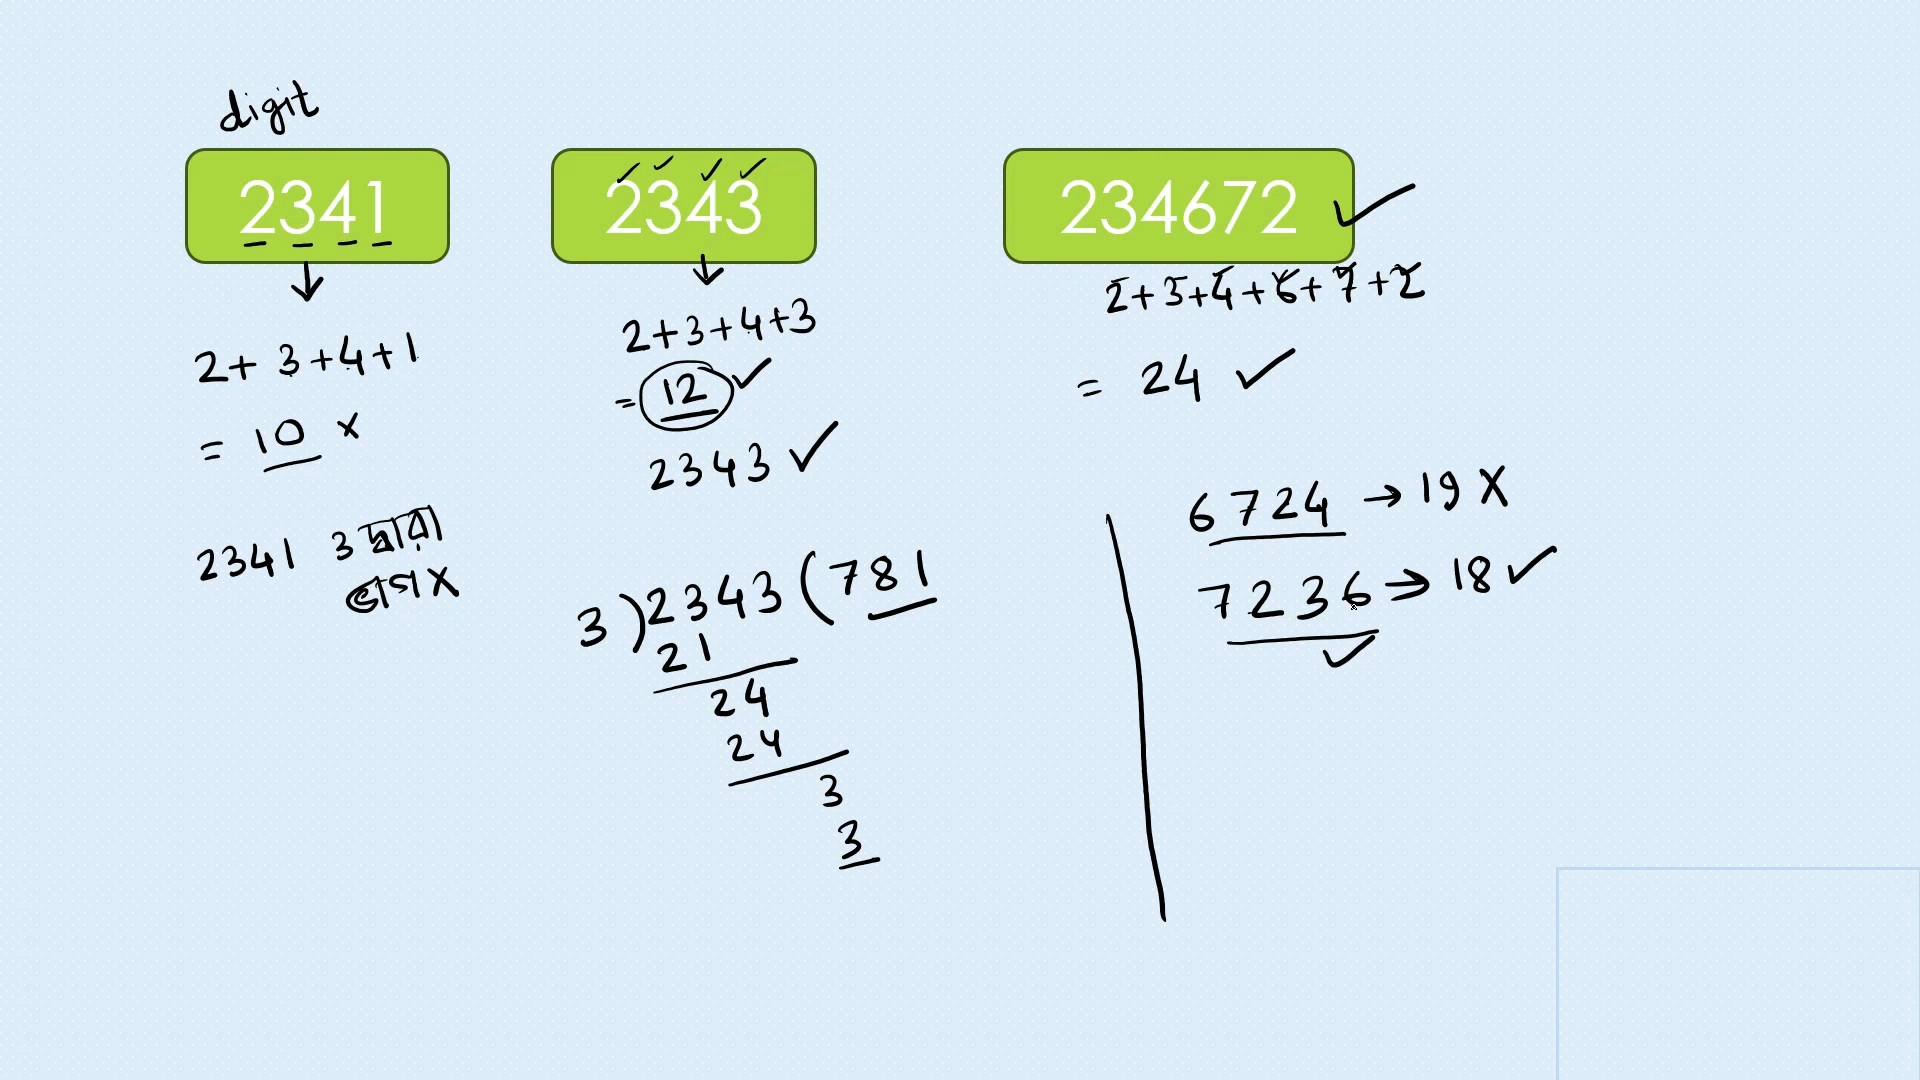 digit
2341
2+3+4+1
= 10 x
2341 3
X
2343
2+3+4+3
= 12 ✓
2343 ✓
3)2343(781
21
24
24
3
3
234672 ✓
2+3+4+6+7+2
= 24 ✓
6724 → 19 X
7236 → 18 ✓
✓